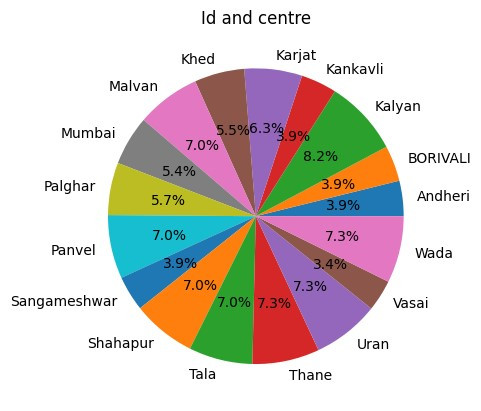 Id and centre
Andheri
3.9%
BORIVALI
3.9%
Kalyan
8.2%
Kankavli
3.9%
Karjat
6.3%
Khed
5.5%
Malvan
7.0%
Mumbai
5.4%
Palghar
5.7%
Panvel
7.0%
Sangameshwar
3.9%
Shahapur
7.0%
Tala
7.0%
Thane
7.3%
Uran
7.3%
Vasai
3.4%
Wada
7.3%